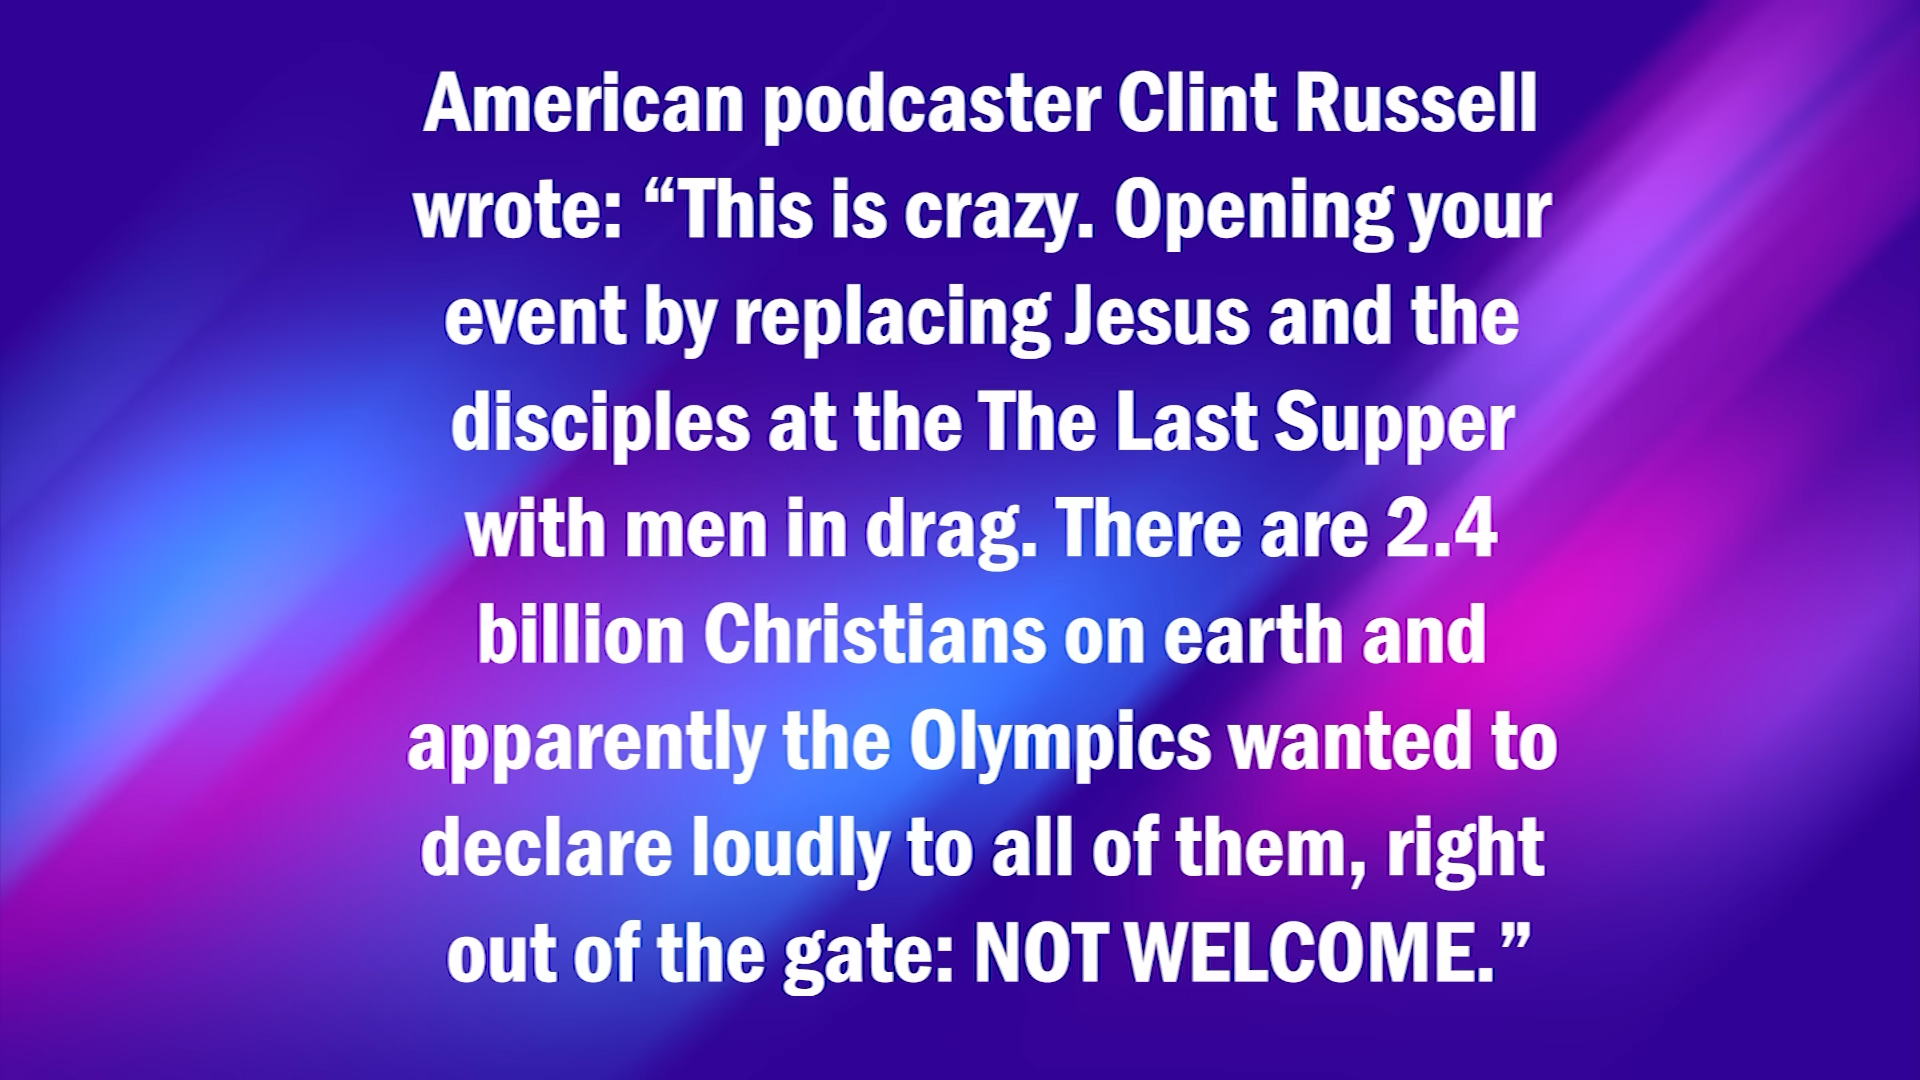 American podcaster Clint Russell
wrote: “This is crazy. Opening your
event by replacing Jesus and the
disciples at the The Last Supper
with men in drag. There are 2.4
billion Christians on earth and
apparently the Olympics wanted to
declare loudly to all of them, right
out of the gate: NOT WELCOME.”